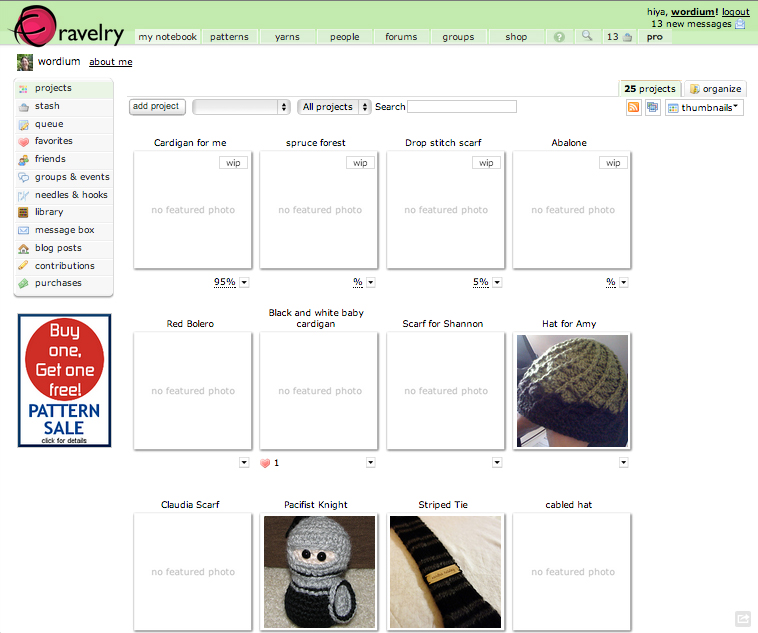 hiya, wordium! logout
13 new messages
ravelry
my notebook patterns yarns people forums groups shop ? 13 pro
wordium about me
projects
stash
queue
favorites
friends
groups & events
needles & hooks
library
message box
blog posts
contributions
purchases
Buy
one,
Get one
free!
PATTERN
SALE
click for details
25 projects organize
add project All projects Search
thumbnails
Cardigan for me spruce forest Drop stitch scarf Abalone
wip wip wip wip
no featured photo no featured photo no featured photo no featured photo
95% % 5% %
Red Bolero Black and white baby cardigan Scarf for Shannon Hat for Amy
no featured photo no featured photo no featured photo
1
Claudia Scarf Pacifist Knight Striped Tie cabled hat
no featured photo no featured photo